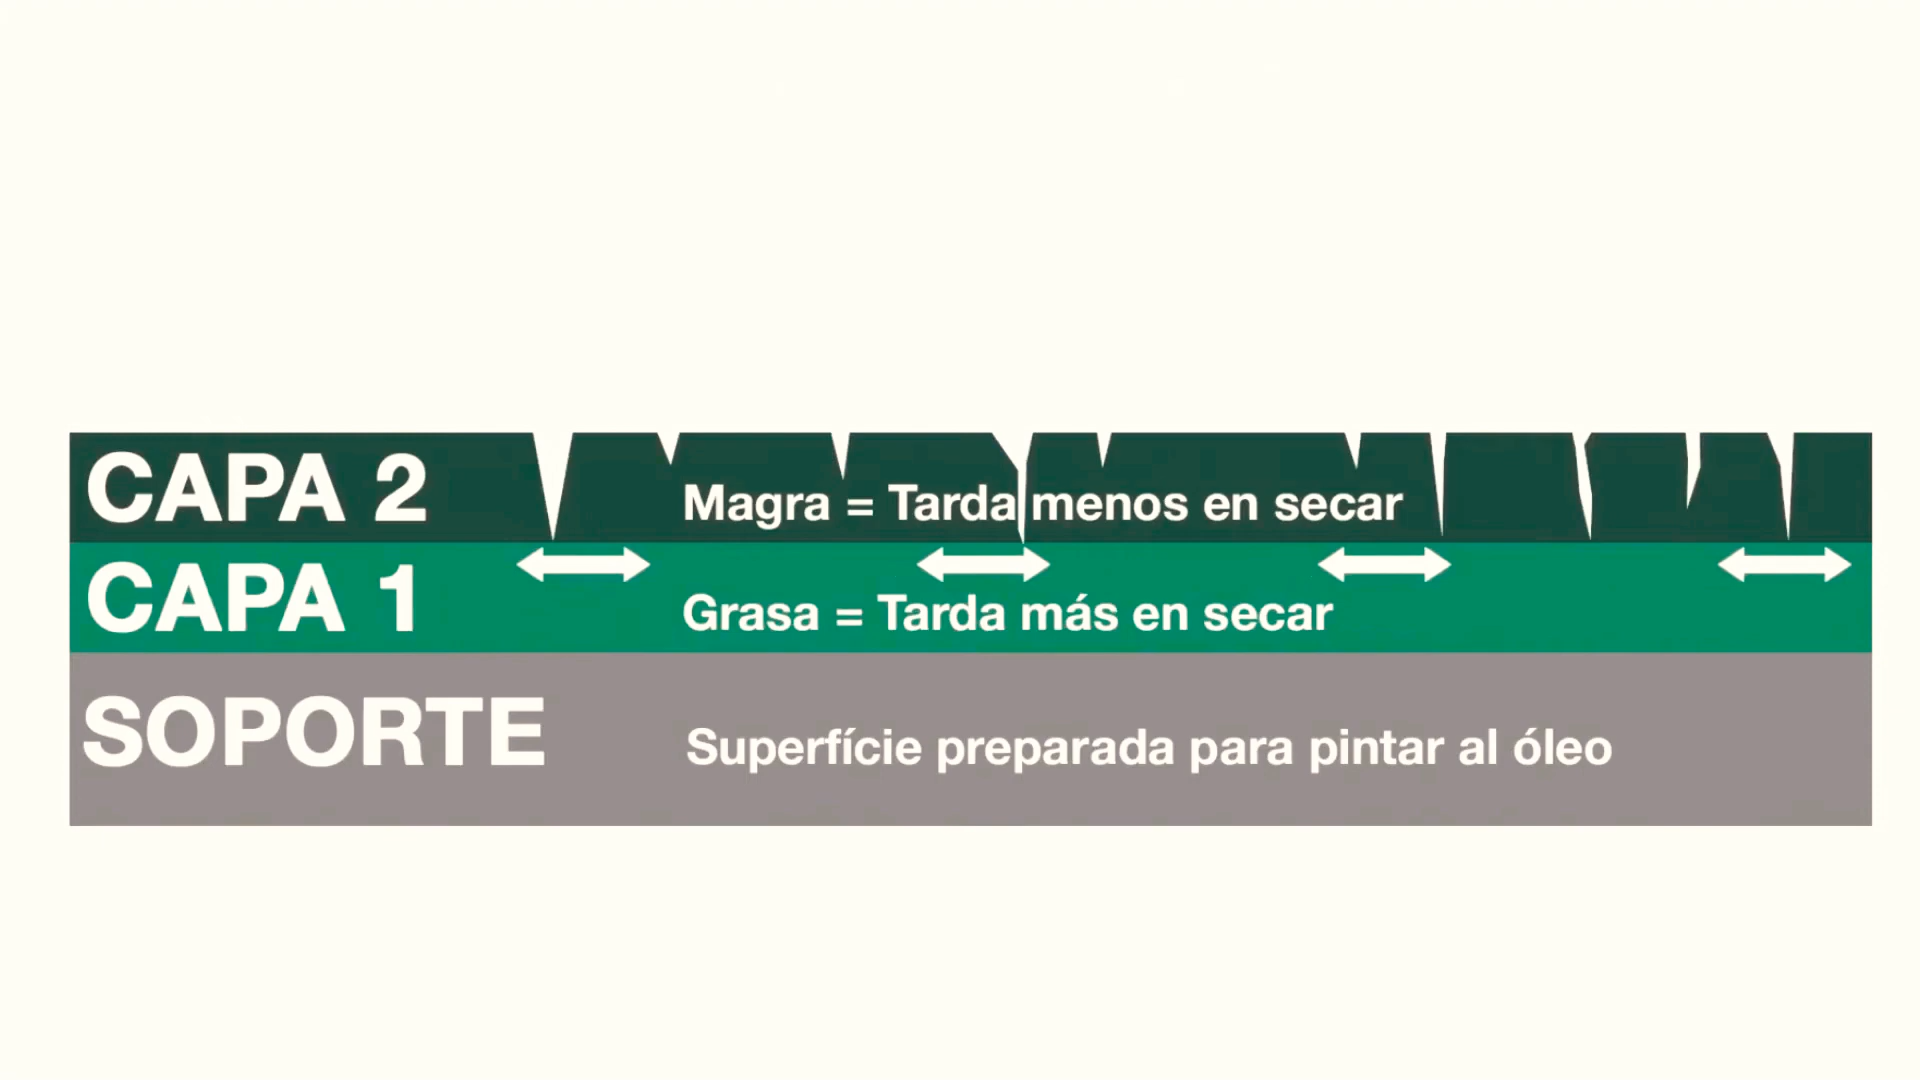 CAPA 2
Magra = Tarda menos en secar
CAPA 1
Grasa = Tarda más en secar
SOPORTE
Superfície preparada para pintar al óleo